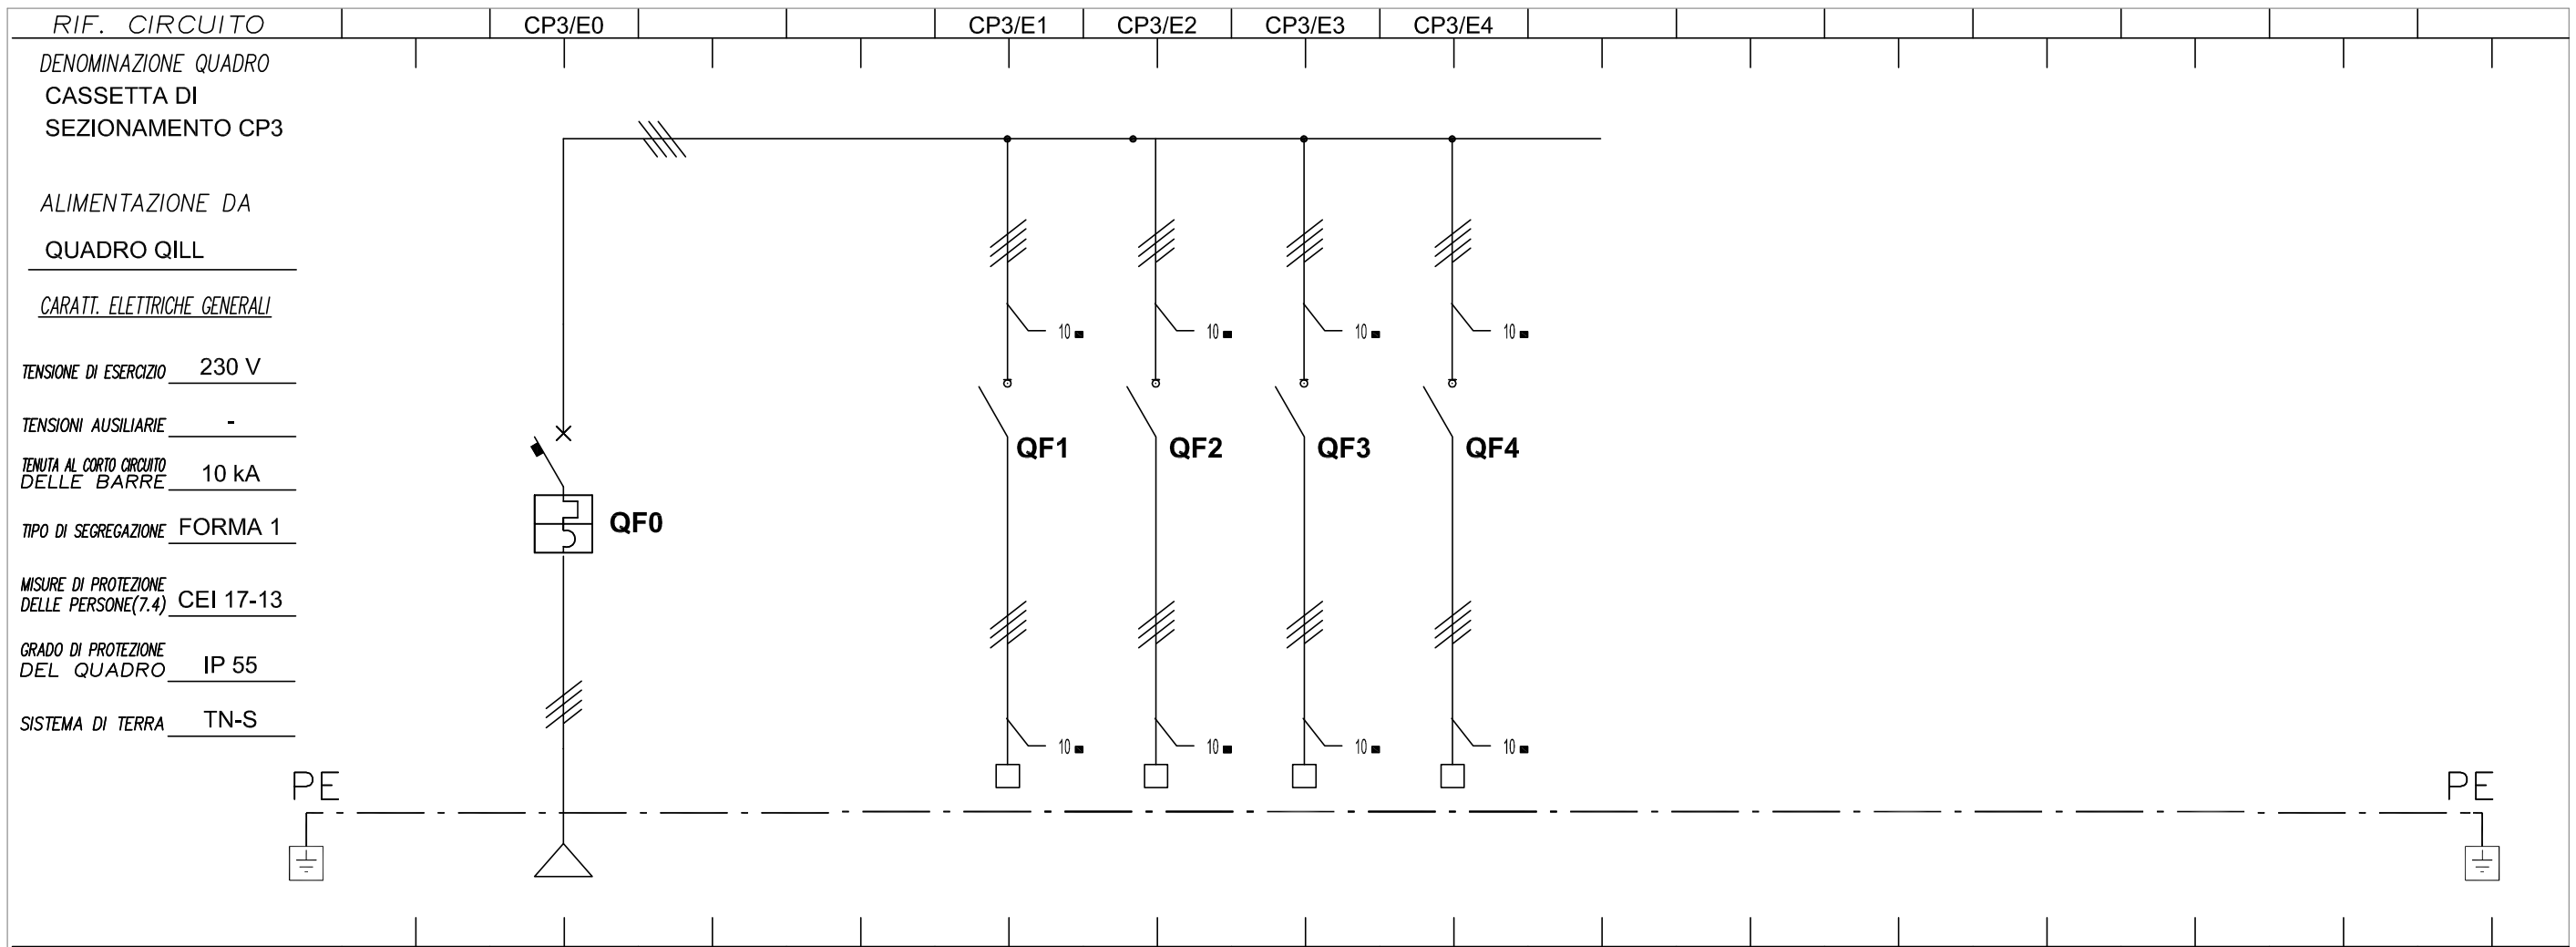 RIF. CIRCUITO CP3/E0 CP3/E1 CP3/E2 CP3/E3 CP3/E4
DENOMINAZIONE QUADRO
CASSETTA DI
SEZIONAMENTO CP3
ALIMENTAZIONE DA
QUADRO QILL
CARATT. ELETTRICHE GENERALI
10 10 10 10
TENSIONE DI ESERCIZIO 230 V
TENSIONI AUSILIARIE -
QF1 QF2 QF3 QF4
TENUTA AL CORTO CIRCUITO
DELLE BARRE 10 kA
TIPO DI SEGREGAZIONE FORMA 1
QF0
MISURE DI PROTEZIONE
DELLE PERSONE(7.4) CEI 17-13
GRADO DI PROTEZIONE
DEL QUADRO IP 55
SISTEMA DI TERRA TN-S
10 10 10 10
PE PE